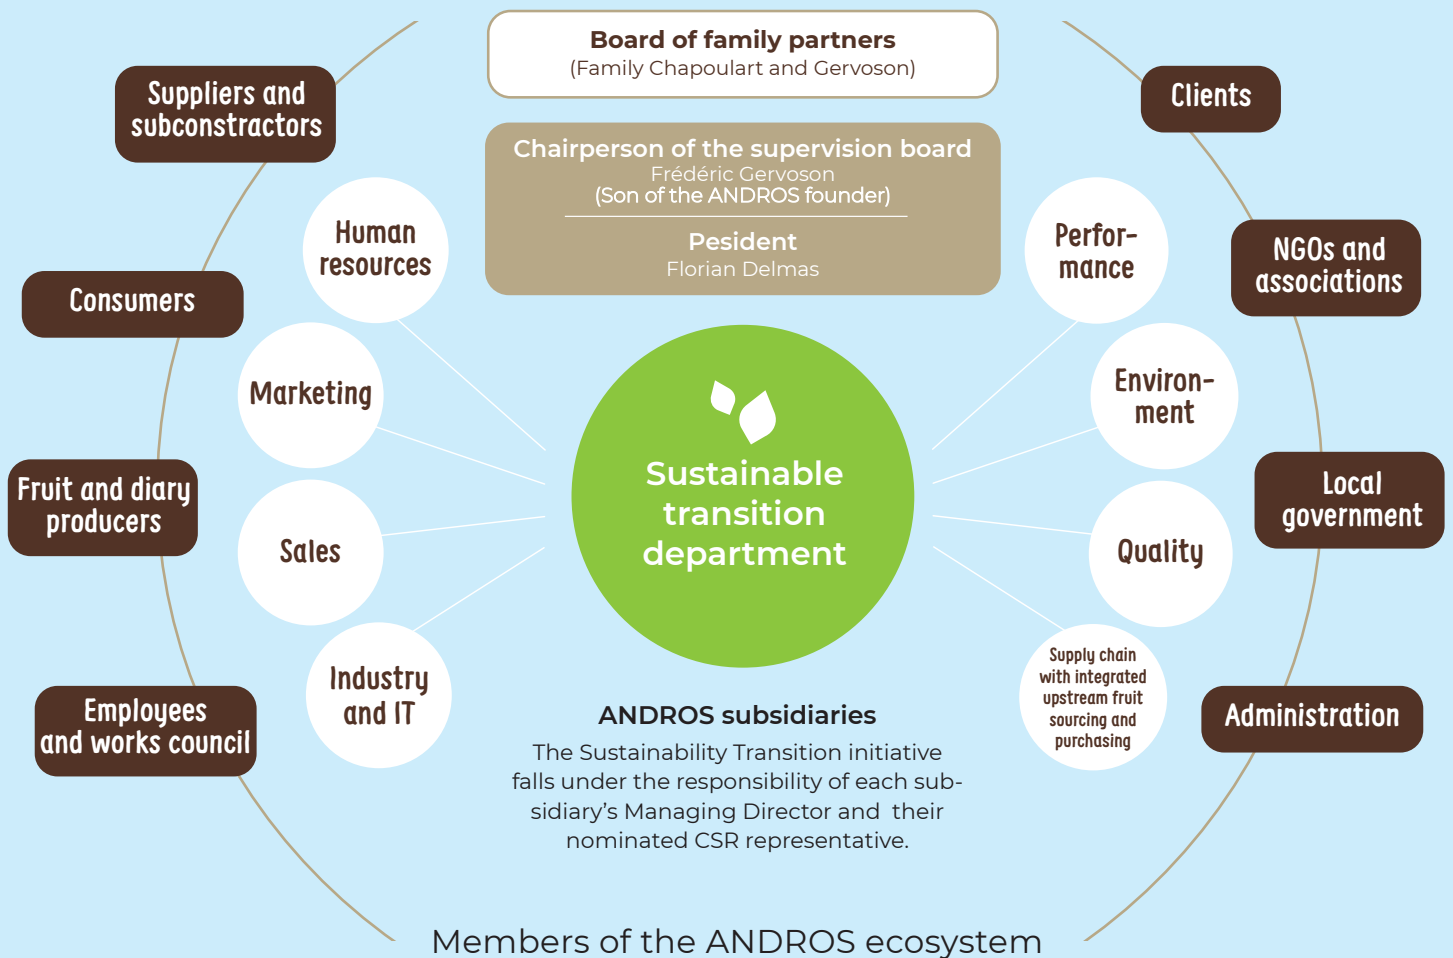 Board of family partners
(Family Chapoulart and Gervoson)
Chairperson of the supervision board
Frédéric Gervoson
(Son of the ANDROS founder)
Pesident
Florian Delmas
Suppliers and
subconstractors
Consumers
Fruit and diary
producers
Employees
and works council
Human
resources
Marketing
Sales
Industry
and IT
Sustainable
transition
department
Perfor-
mance
Environ-
ment
Quality
Supply chain
with integrated
upstream fruit
sourcing and
purchasing
Clients
NGOs and
associations
Local
government
Administration
ANDROS subsidiaries
The Sustainability Transition initiative
falls under the responsibility of each sub-
sidiary’s Managing Director and their
nominated CSR representative.
Members of the ANDROS ecosystem